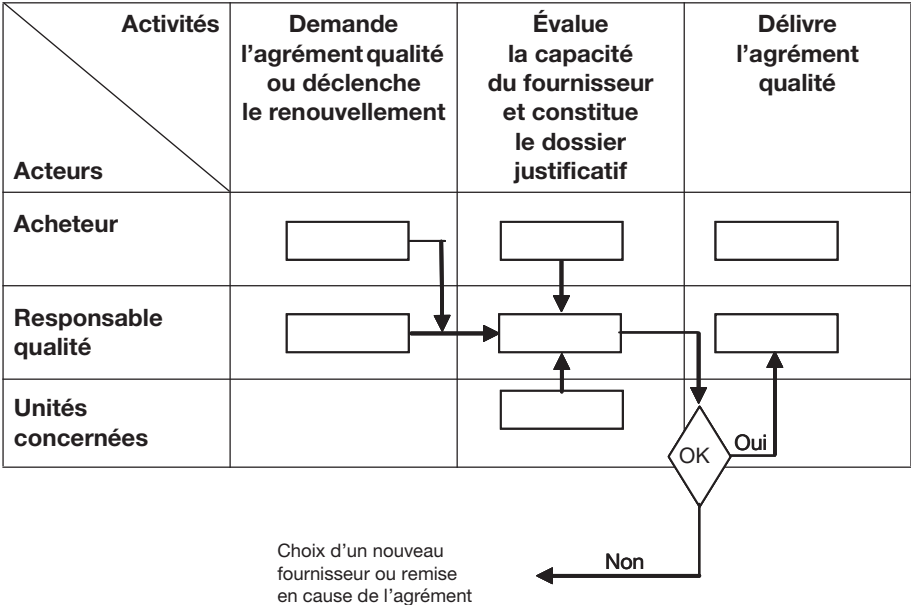 Activités
Acteurs
Demande
l’agrément qualité
ou déclenche
le renouvellement
Évalue
la capacité
du fournisseur
et constitue
le dossier
justificatif
Délivre
l’agrément
qualité
Acheteur
Responsable
qualité
Unités
concernées
OK
Oui
Non
Choix d’un nouveau
fournisseur ou remise
en cause de l’agrément